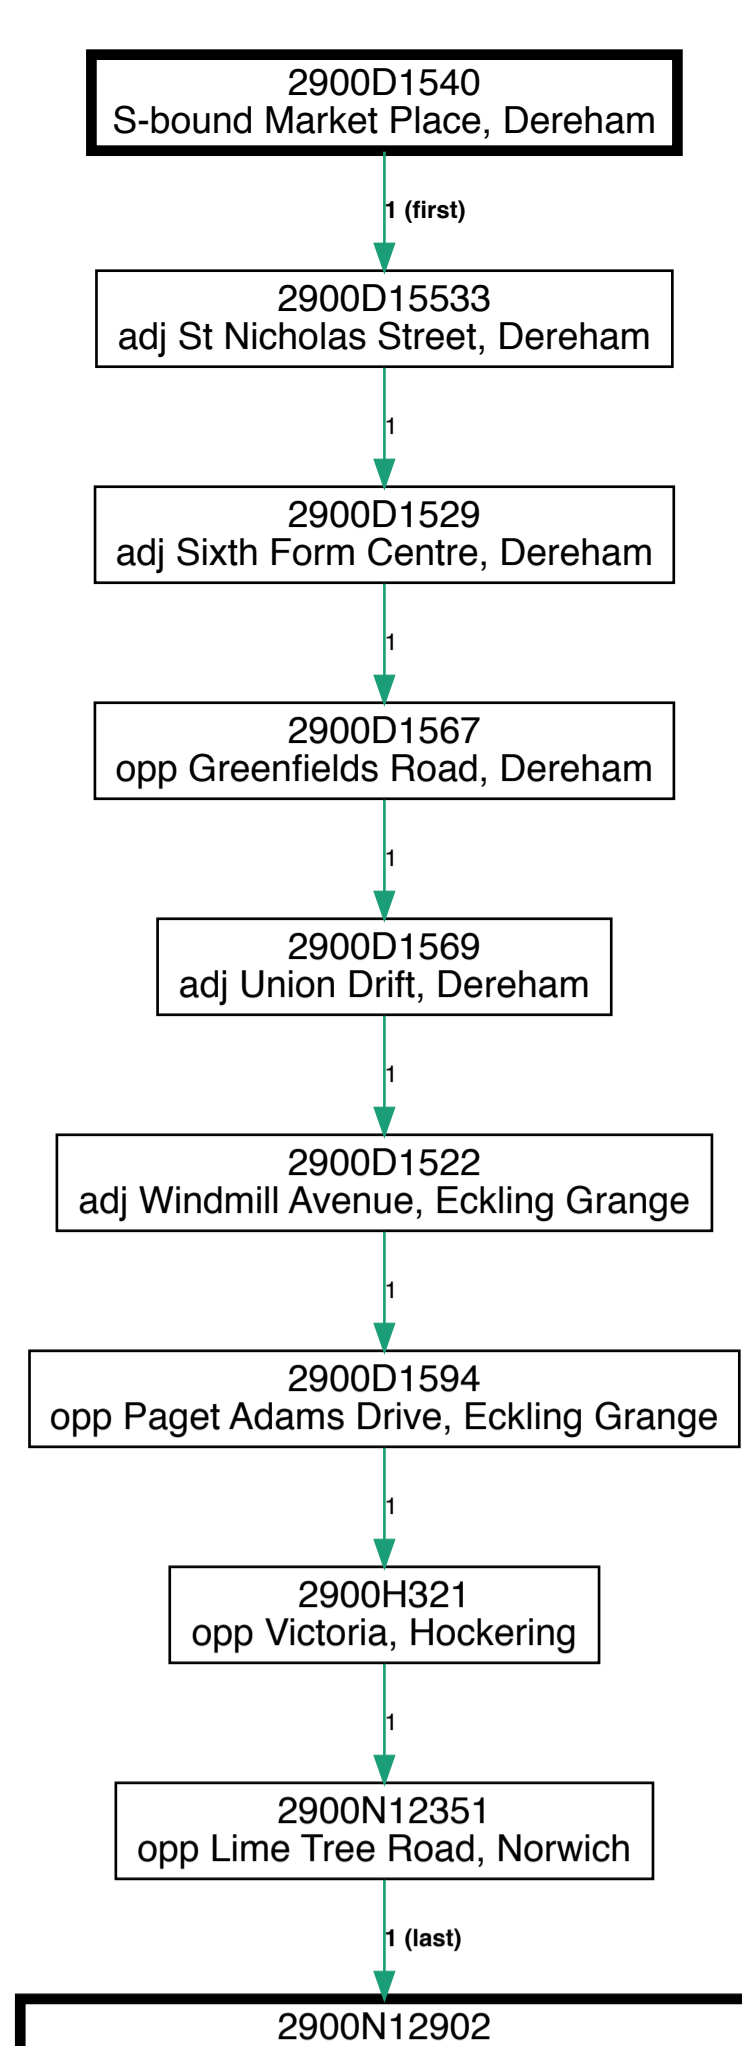 2900D1540
S-bound Market Place, Dereham
1 (first)
2900D15533
adj St Nicholas Street, Dereham
1
2900D1529
adj Sixth Form Centre, Dereham
1
2900D1567
opp Greenfields Road, Dereham
1
2900D1569
adj Union Drift, Dereham
1
2900D1522
adj Windmill Avenue, Eckling Grange
1
2900D1594
opp Paget Adams Drive, Eckling Grange
1
2900H321
opp Victoria, Hockering
1
2900N12351
opp Lime Tree Road, Norwich
1 (last)
2900N12902